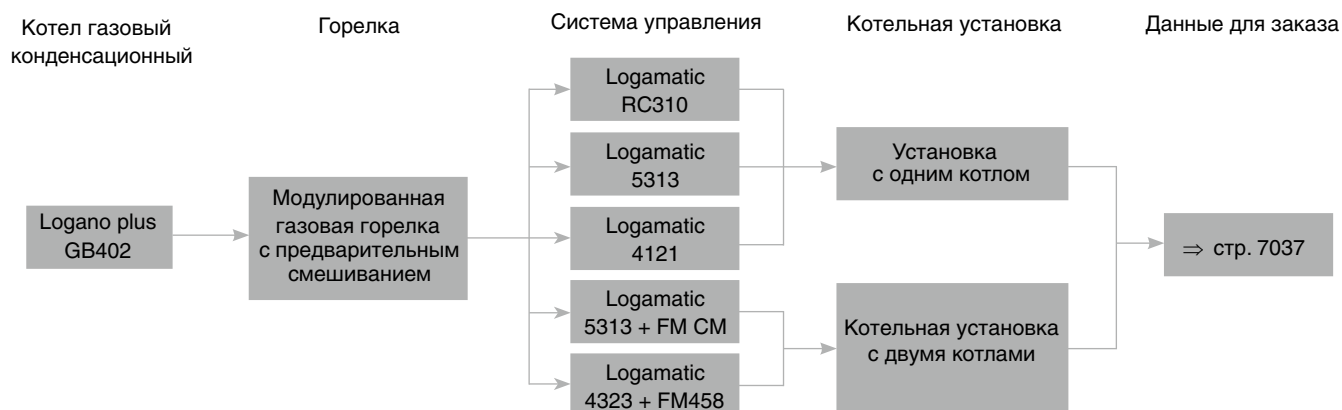 Котел газовый
конденсационный
Горелка
Система управления
Котельная установка
Данные для заказа
Logano plus
GB402
Модулированная
газовая горелка
с предварительным
смешиванием
Logamatic
RC310
Logamatic
5313
Logamatic
4121
Logamatic
5313 + FM CM
Logamatic
4323 + FM458
Установка
с одним котлом
Котельная установка
с двумя котлами
⇒ стр. 7037